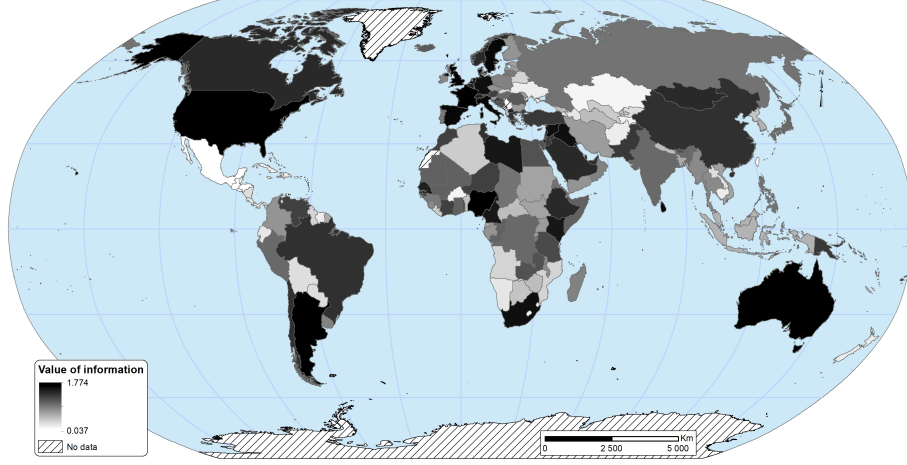 N
Value of information
1.774
0.037
No data
Km
0 2 500 5 000